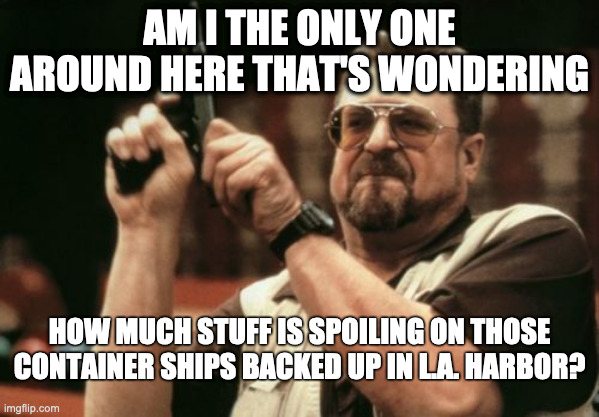 AM I THE ONLY ONE
AROUND HERE THAT'S WONDERING
HOW MUCH STUFF IS SPOILING ON THOSE
CONTAINER SHIPS BACKED UP IN L.A. HARBOR?
imgflip.com